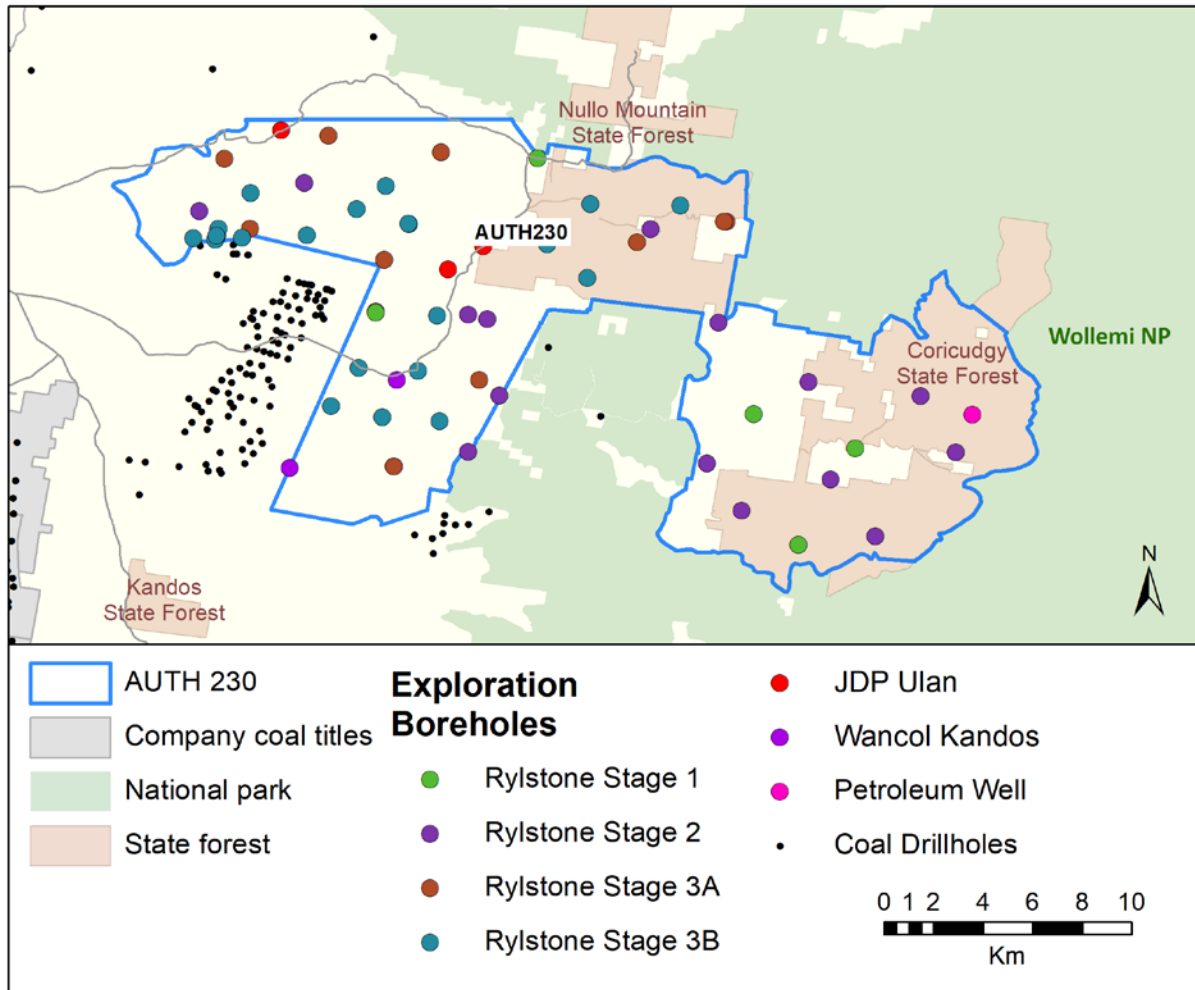 Nullo Mountain
State Forest
AUTH230
Wollemi NP
Coricudgy
State Forest
Kandos
State Forest
N
AUTH 230
Company coal titles
National park
State forest
Exploration
Boreholes
Rylstone Stage 1
Rylstone Stage 2
Rylstone Stage 3A
Rylstone Stage 3B
JDP Ulan
Wancol Kandos
Petroleum Well
Coal Drillholes
0 1 2 4 6 8 10
Km